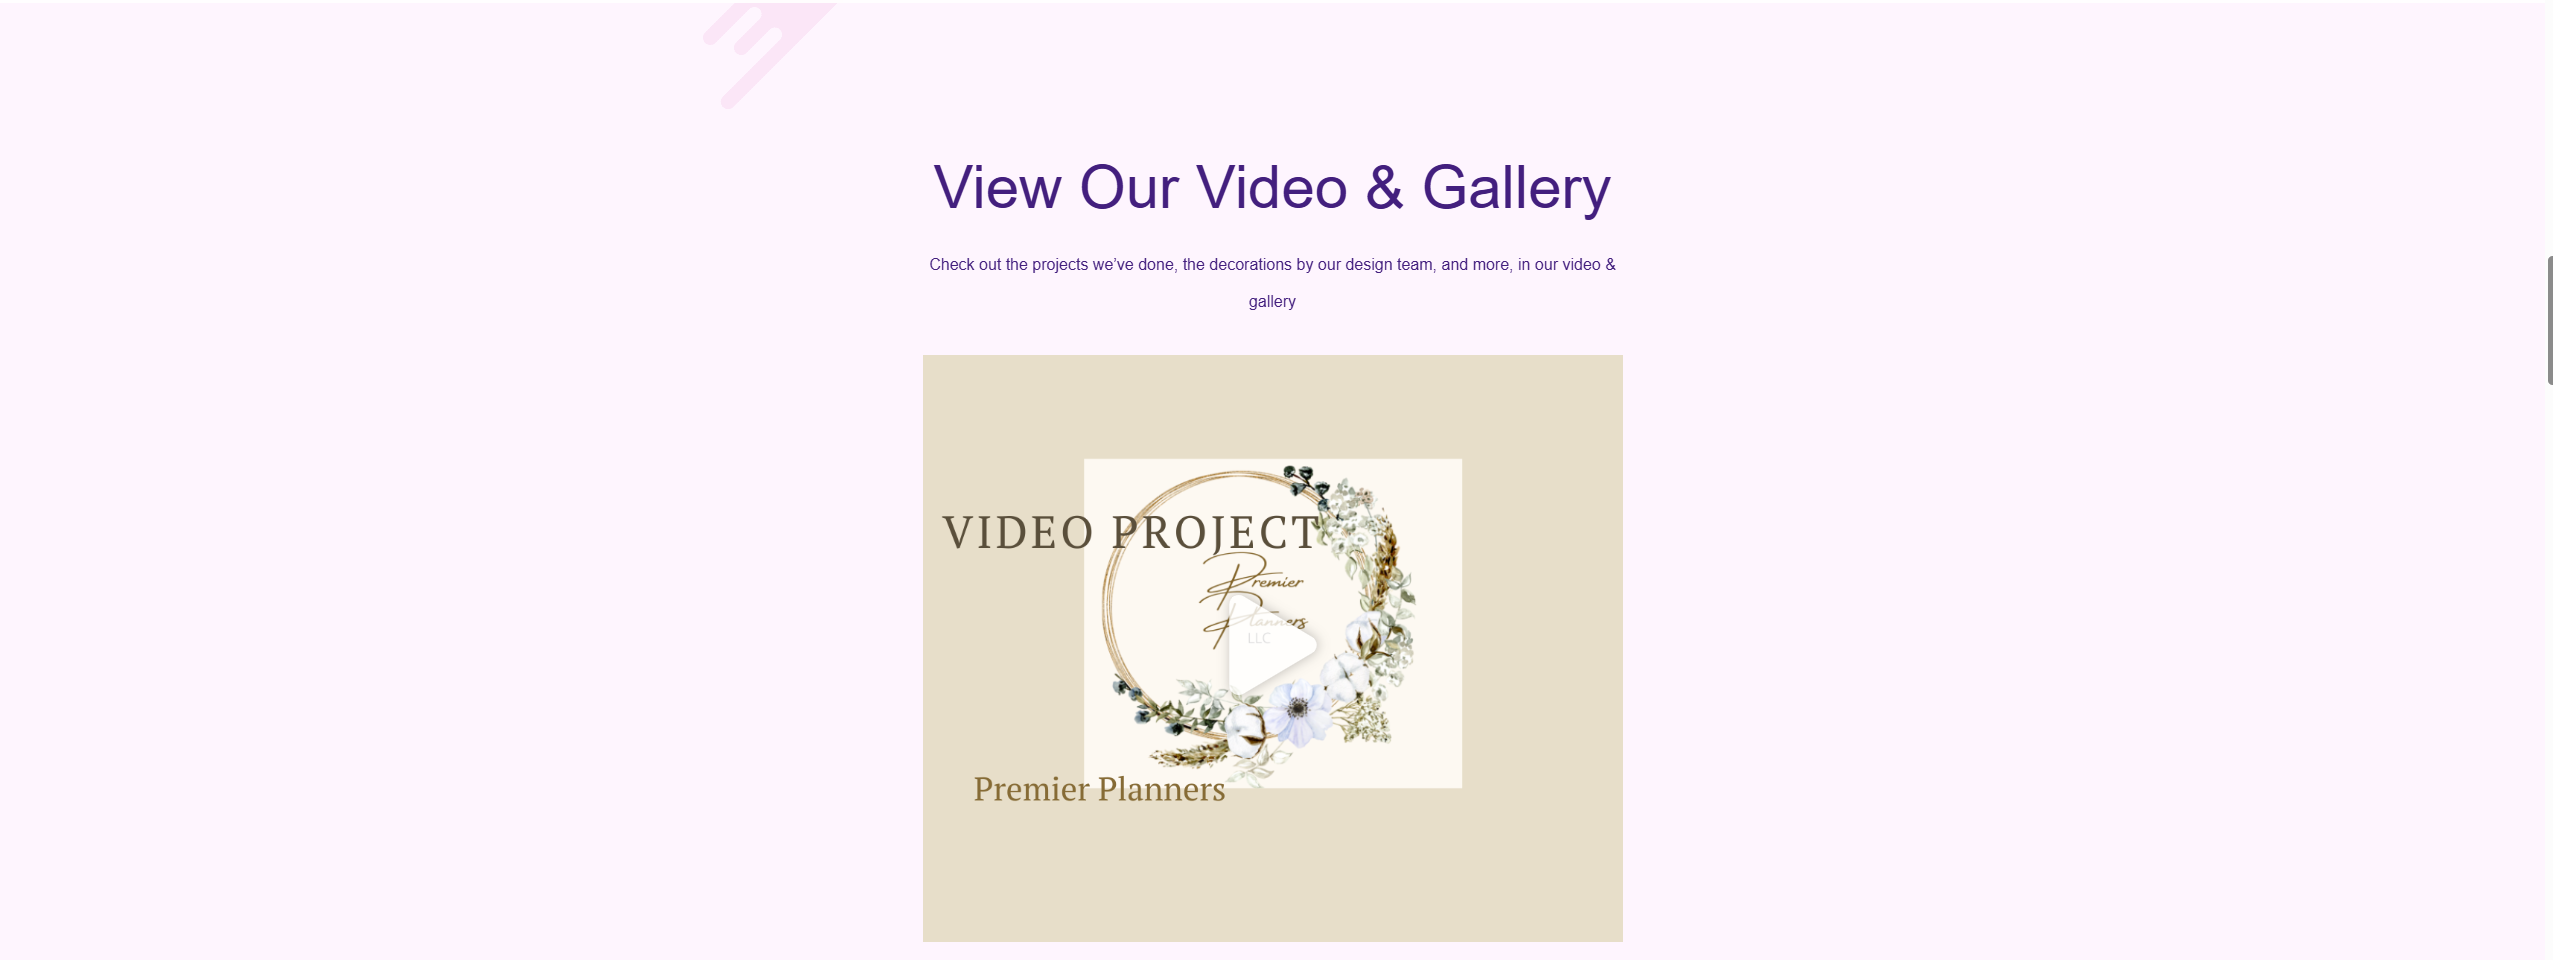 View Our Video & Gallery
Check out the projects we’ve done, the decorations by our design team, and more, in our video &
gallery
VIDEO PROJECT
Premier
Planners
LLC
Premier Planners